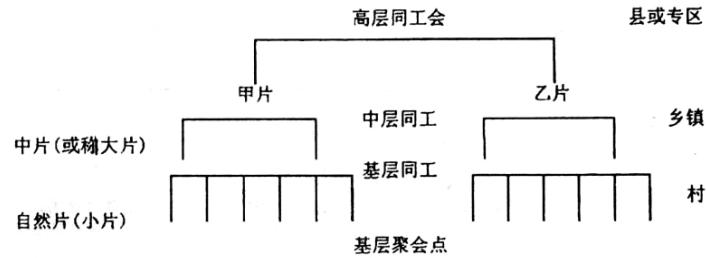 高层同工会 县或专区
甲片 乙片
中层同工 乡镇
中片(或称大片)
基层同工
村
自然片(小片)
基层聚会点